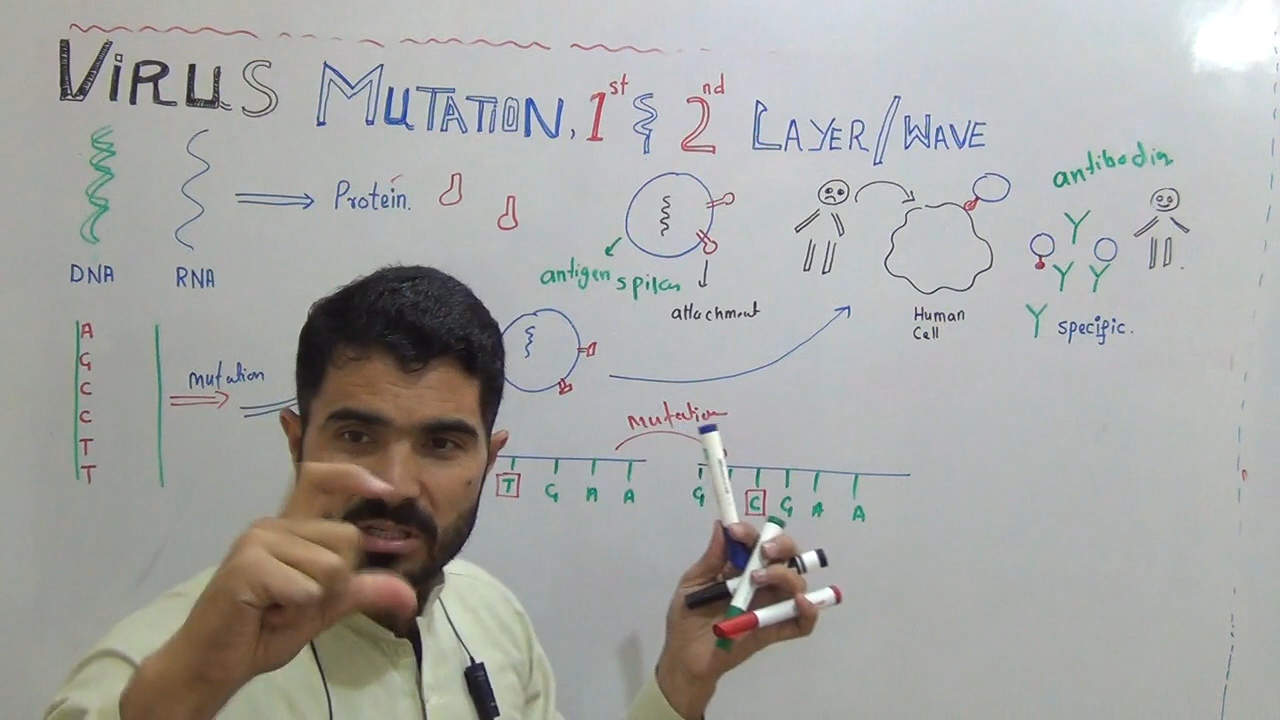 VIRUS MUTATION, 1st & 2nd LAYER/WAVE
antibodies
Protein.
DNA
RNA
antigen spikes
attachment
Human
Cell
Y specific.
A
G
C
C
T
T
mutation
mutation
T G A A
G C G A A